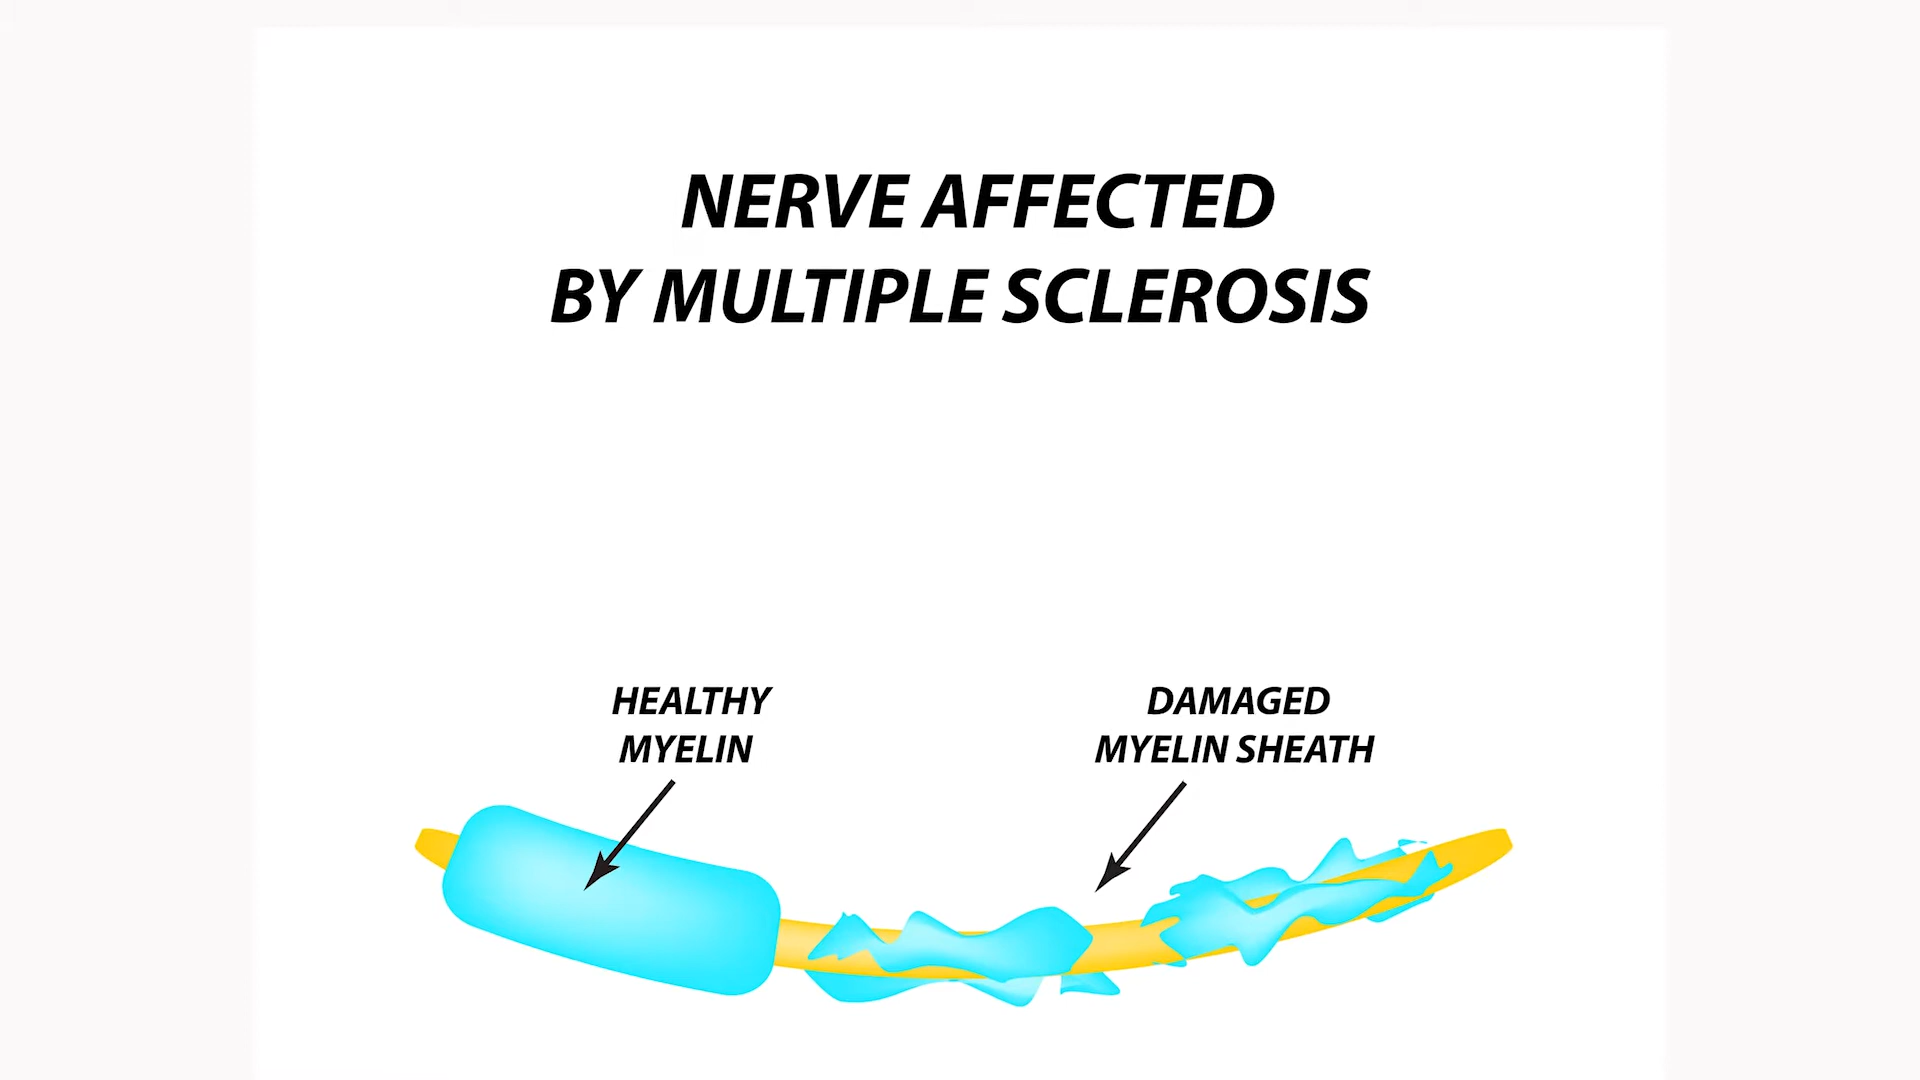 NERVE AFFECTED
BY MULTIPLE SCLEROSIS
HEALTHY
MYELIN
DAMAGED
MYELIN SHEATH